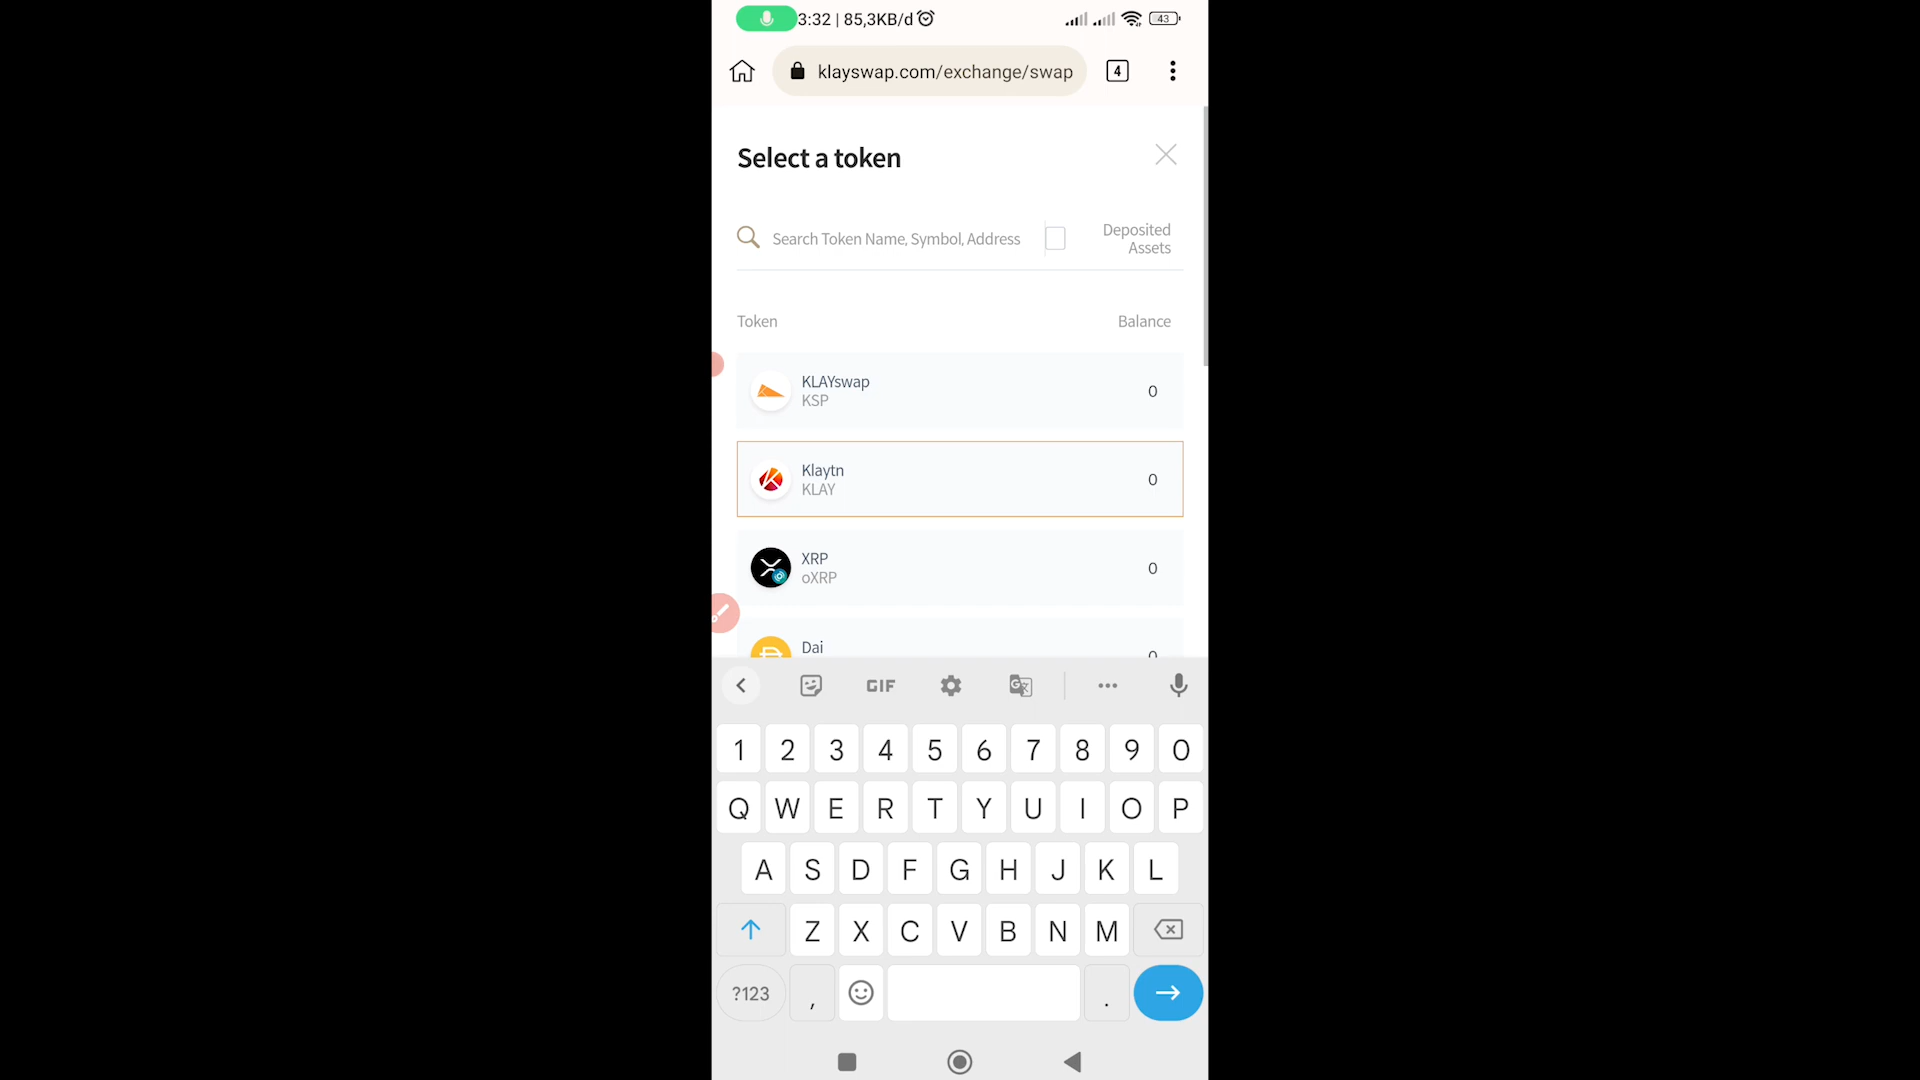 3:32 | 85,3KB/d
43
klayswap.com/exchange/swap
4
Select a token
Search Token Name, Symbol, Address
Deposited
Assets
Token Balance
KLAYswap
KSP
0
Klaytn
KLAY
0
XRP
oXRP
0
Dai
0
GIF
1 2 3 4 5 6 7 8 9 0
Q W E R T Y U I O P
A S D F G H J K L
Z X C V B N M
?123 , .